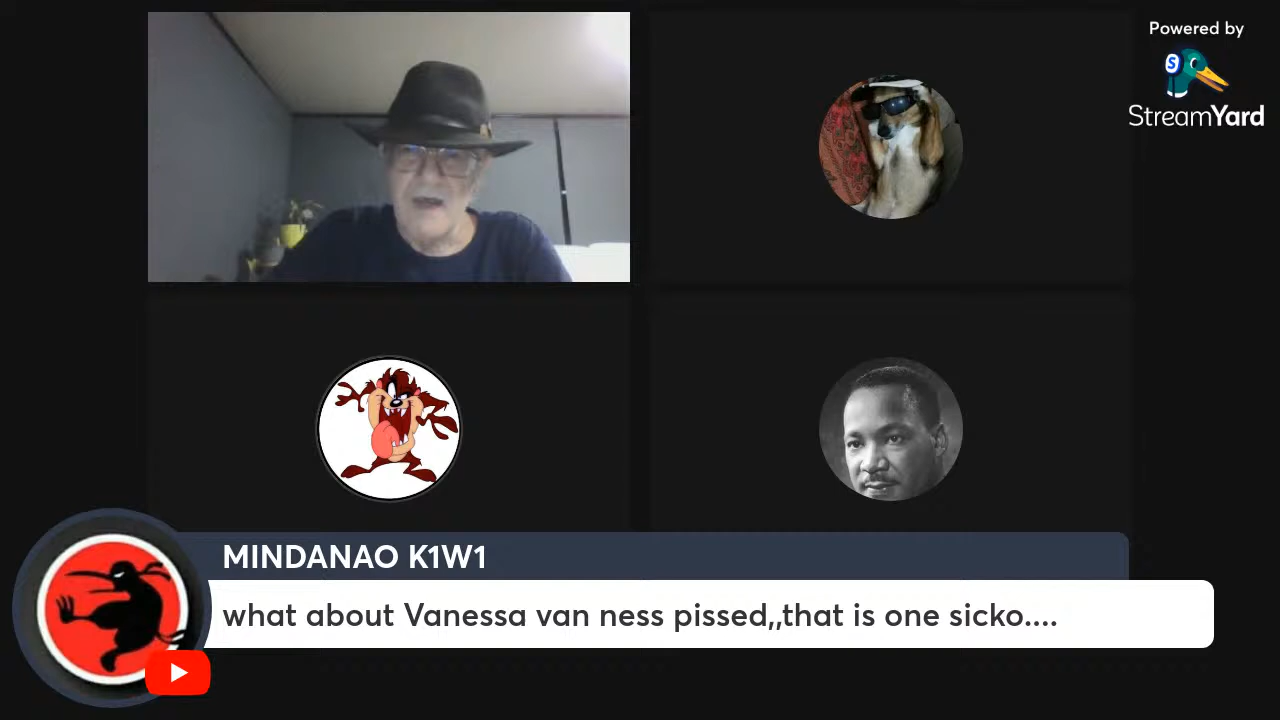 Powered by
S
StreamYard
MINDANAO K1W1
what about Vanessa van ness pissed,,that is one sicko....